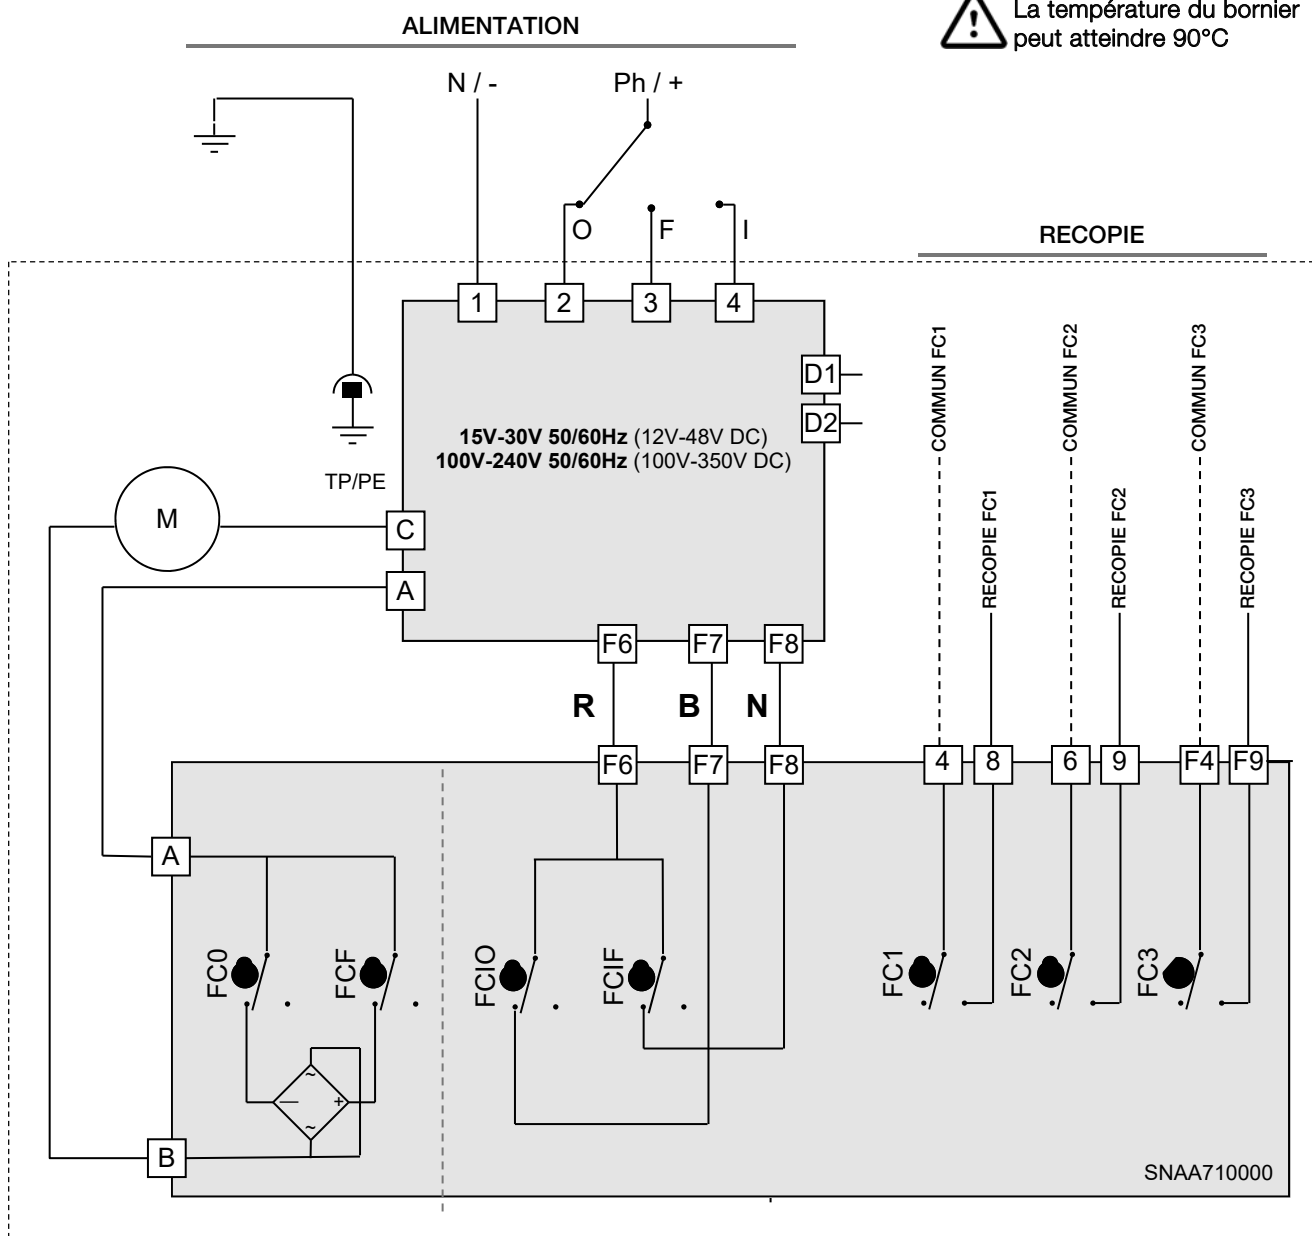 ALIMENTATION
La température du bornier
peut atteindre 90°C
N / -
Ph / +
O
F
I
RECOPIE
1
2
3
4
D1
D2
15V-30V 50/60Hz (12V-48V DC)
100V-240V 50/60Hz (100V-350V DC)
TP/PE
M
C
A
COMMUN FC1
RECOPIE FC1
COMMUN FC2
RECOPIE FC2
COMMUN FC3
RECOPIE FC3
F6
F7
F8
R
B
N
F6
F7
F8
4
8
6
9
F4
F9
A
FC0
FCF
FCIO
FCIF
FC1
FC2
FC3
~
—
+
~
B
SNAA710000